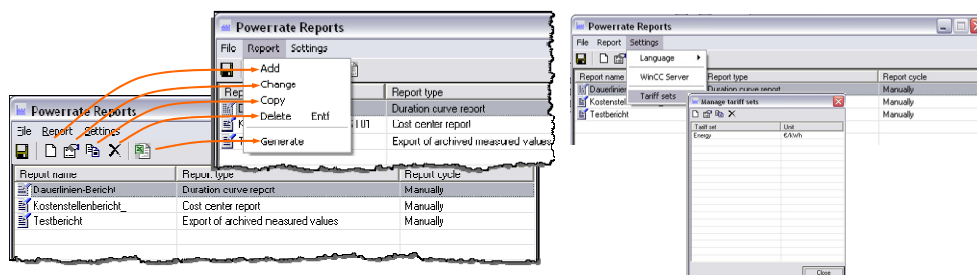 Powerrate Reports
File Report Settings
Report name Report type Report cycle
Dauerlinien-Bericht Duration curve report Manually
Kostenstellenbericht_ Cost center report Manually
Testbericht Export of archived measured values Manually
Powerrate Reports
File Report Settings
Add
Change
Copy
Delete Entf
Generate
Report type
Duration curve report
Cost center report
Export of archived measured values
Powerrate Reports
File Report Settings
Language
WinCC Server
Tariff sets
Report name Report type Report cycle
Dauerlinien Manually
Kostenstell Manually
Testbericht Manually
Manage tariff sets
Tariff set Unit
Energy €/kWh
Close